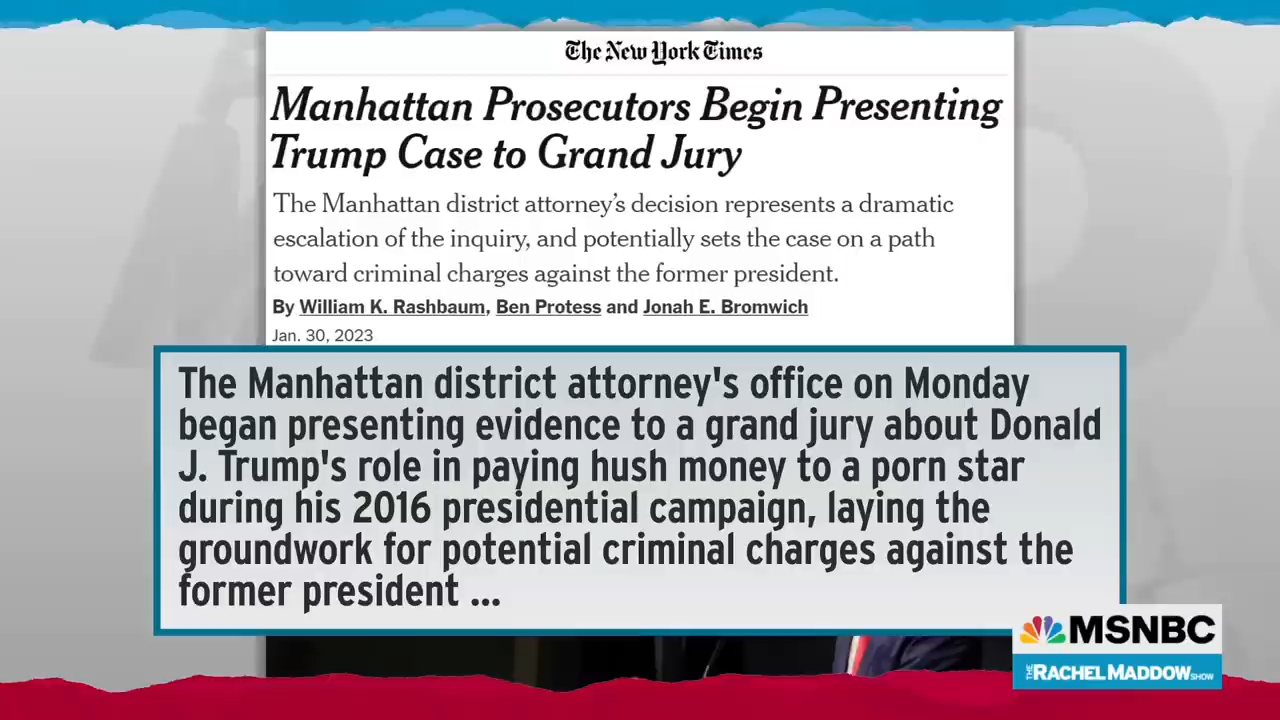 The New York Times
Manhattan Prosecutors Begin Presenting
Trump Case to Grand Jury
The Manhattan district attorney's decision represents a dramatic
escalation of the inquiry, and potentially sets the case on a path
toward criminal charges against the former president.
By William K. Rashbaum, Ben Protess and Jonah E. Bromwich
Jan. 30, 2023
The Manhattan district attorney's office on Monday
began presenting evidence to a grand jury about Donald
J. Trump's role in paying hush money to a porn star
during his 2016 presidential campaign, laying the
groundwork for potential criminal charges against the
former president ...
MSNBC
THE RACHEL MADDOW SHOW